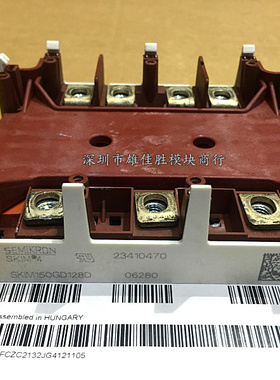 深圳市雄佳胜模块商行
SEMIKRON
SKiM®4
23410470
SKIM150GD128D
06280
assembled in HUNGARY
FCZC2132JG4121105